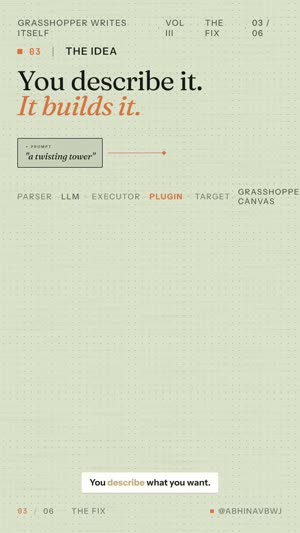 GRASSHOPPER WRITES ITSELF
VOL III
THE FIX
03 / 06
03 | THE IDEA
You describe it.
It builds it.
PROMPT
"a twisting tower"
PARSER · LLM · EXECUTOR · PLUGIN · TARGET · GRASSHOPPE
CANVAS
You describe what you want.
03 / 06 THE FIX
@ABHINAVBWJ